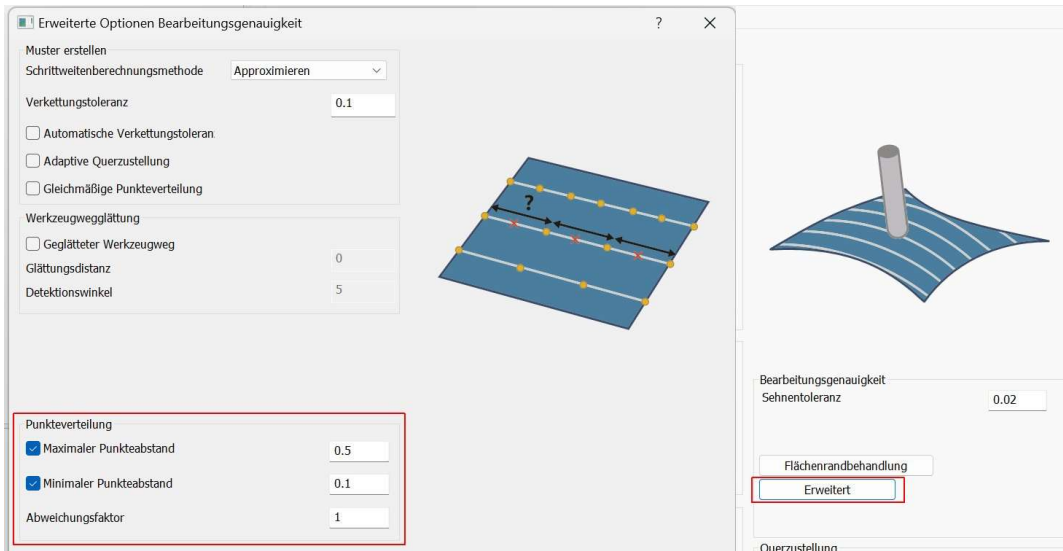 Erweiterte Optionen Bearbeitungsgenauigkeit ?
Muster erstellen
Schrittweitenberechnungsmethode Approximieren
Verkettungstoleranz 0.1
Automatische Verkettungstoleran
Adaptive Querzustellung
Gleichmäßige Punkteverteilung
Werkzeugwegglättung
Geglätteter Werkzeugweg
Glättungsdistanz 0
Detektionswinkel 5
?
Punkteverteilung
Maximaler Punkteabstand 0.5
Minimaler Punkteabstand 0.1
Abweichungsfaktor 1
Bearbeitungsgenauigkeit
Sehnentoleranz 0.02
Flächenrandbehandlung
Erweitert
Querzustellung